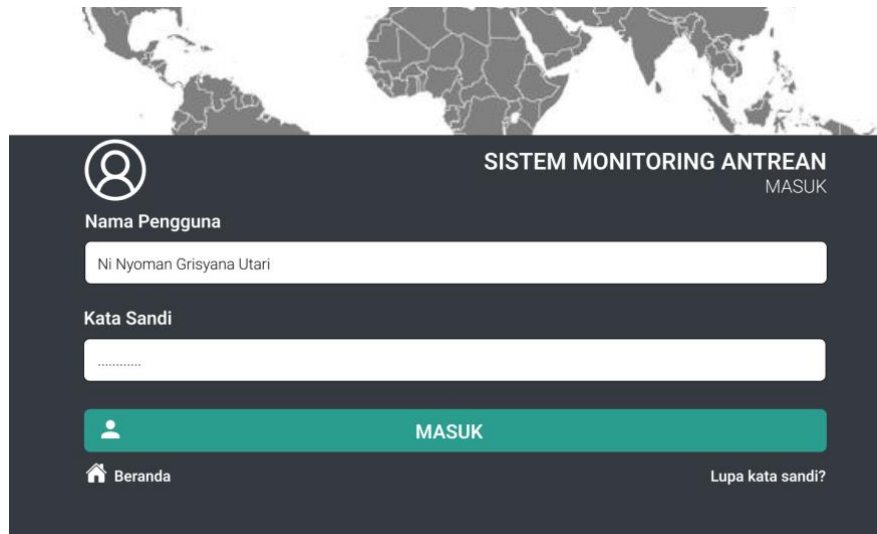 SISTEM MONITORING ANTREAN
MASUK
Nama Pengguna
Ni Nyoman Grisyana Utari
Kata Sandi
............
MASUK
Beranda
Lupa kata sandi?